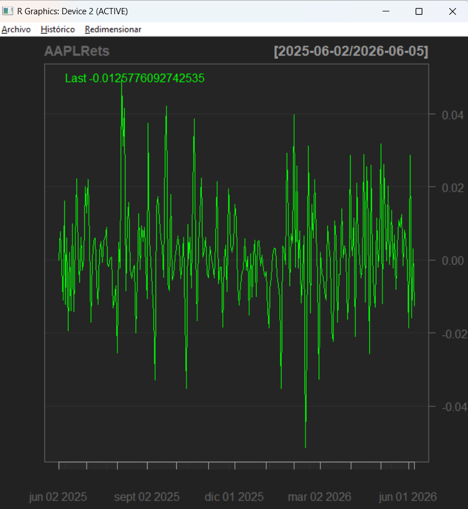 R Graphics: Device 2 (ACTIVE)
Archivo Histórico Redimensionar
AAPLRets [2025-06-02/2026-06-05]
Last -0.0125776092742535
0.04
0.02
0.00
-0.02
-0.04
jun 02 2025 sept 02 2025 dic 01 2025 mar 02 2026 jun 01 2026